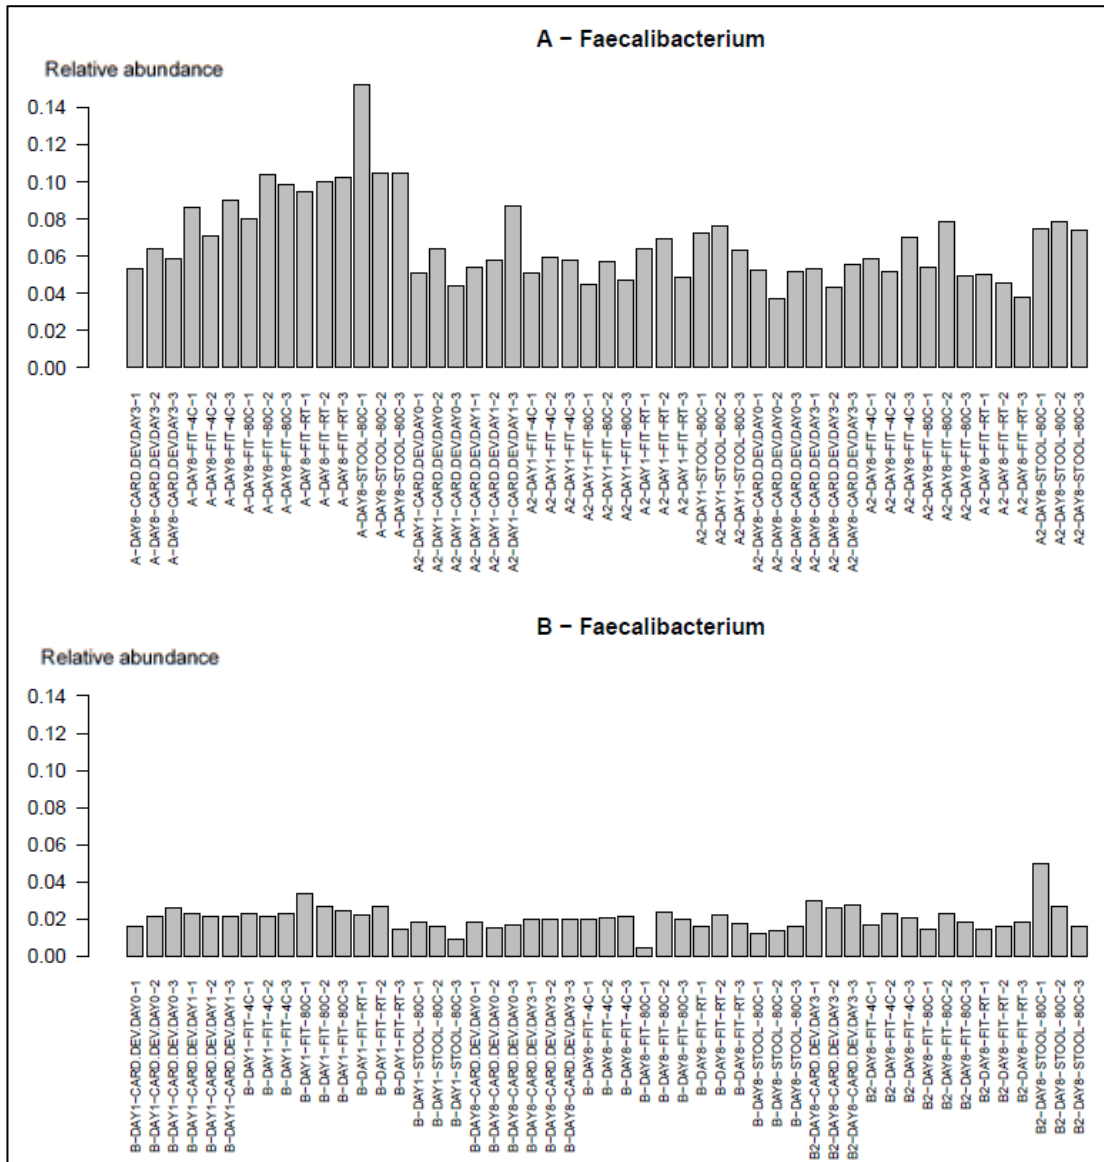 A − Faecalibacterium
Relative abundance
0.14
0.12
0.10
0.08
0.06
0.04
0.02
0.00
A−DAY8−CARD.DEV.DAY3−1
A−DAY8−CARD.DEV.DAY3−2
A−DAY8−CARD.DEV.DAY3−3
A−DAY8−FIT−4C−1
A−DAY8−FIT−4C−2
A−DAY8−FIT−4C−3
A−DAY8−FIT−80C−1
A−DAY8−FIT−80C−2
A−DAY8−FIT−80C−3
A−DAY8−FIT−RT−1
A−DAY8−FIT−RT−2
A−DAY8−FIT−RT−3
A−DAY8−STOOL−80C−1
A−DAY8−STOOL−80C−2
A−DAY8−STOOL−80C−3
A2−DAY1−CARD.DEV.DAY0−1
A2−DAY1−CARD.DEV.DAY0−2
A2−DAY1−CARD.DEV.DAY0−3
A2−DAY1−CARD.DEV.DAY1−1
A2−DAY1−CARD.DEV.DAY1−2
A2−DAY1−CARD.DEV.DAY1−3
A2−DAY1−FIT−4C−1
A2−DAY1−FIT−4C−2
A2−DAY1−FIT−4C−3
A2−DAY1−FIT−80C−1
A2−DAY1−FIT−80C−2
A2−DAY1−FIT−80C−3
A2−DAY1−FIT−RT−1
A2−DAY1−FIT−RT−2
A2−DAY1−FIT−RT−3
A2−DAY1−STOOL−80C−1
A2−DAY1−STOOL−80C−2
A2−DAY1−STOOL−80C−3
A2−DAY8−CARD.DEV.DAY0−1
A2−DAY8−CARD.DEV.DAY0−2
A2−DAY8−CARD.DEV.DAY0−3
A2−DAY8−CARD.DEV.DAY3−1
A2−DAY8−CARD.DEV.DAY3−2
A2−DAY8−CARD.DEV.DAY3−3
A2−DAY8−FIT−4C−1
A2−DAY8−FIT−4C−2
A2−DAY8−FIT−4C−3
A2−DAY8−FIT−80C−1
A2−DAY8−FIT−80C−2
A2−DAY8−FIT−80C−3
A2−DAY8−FIT−RT−1
A2−DAY8−FIT−RT−2
A2−DAY8−FIT−RT−3
A2−DAY8−STOOL−80C−1
A2−DAY8−STOOL−80C−2
A2−DAY8−STOOL−80C−3
B − Faecalibacterium
Relative abundance
0.14
0.12
0.10
0.08
0.06
0.04
0.02
0.00
B−DAY1−CARD.DEV.DAY0−1
B−DAY1−CARD.DEV.DAY0−2
B−DAY1−CARD.DEV.DAY0−3
B−DAY1−CARD.DEV.DAY1−1
B−DAY1−CARD.DEV.DAY1−2
B−DAY1−CARD.DEV.DAY1−3
B−DAY1−FIT−4C−1
B−DAY1−FIT−4C−2
B−DAY1−FIT−4C−3
B−DAY1−FIT−80C−1
B−DAY1−FIT−80C−2
B−DAY1−FIT−80C−3
B−DAY1−FIT−RT−1
B−DAY1−FIT−RT−2
B−DAY1−FIT−RT−3
B−DAY1−STOOL−80C−1
B−DAY1−STOOL−80C−2
B−DAY1−STOOL−80C−3
B−DAY8−CARD.DEV.DAY0−1
B−DAY8−CARD.DEV.DAY0−2
B−DAY8−CARD.DEV.DAY0−3
B−DAY8−CARD.DEV.DAY3−1
B−DAY8−CARD.DEV.DAY3−2
B−DAY8−CARD.DEV.DAY3−3
B−DAY8−FIT−4C−1
B−DAY8−FIT−4C−2
B−DAY8−FIT−4C−3
B−DAY8−FIT−80C−1
B−DAY8−FIT−80C−2
B−DAY8−FIT−80C−3
B−DAY8−FIT−RT−1
B−DAY8−FIT−RT−2
B−DAY8−FIT−RT−3
B−DAY8−STOOL−80C−1
B−DAY8−STOOL−80C−2
B−DAY8−STOOL−80C−3
B2−DAY8−CARD.DEV.DAY3−1
B2−DAY8−CARD.DEV.DAY3−2
B2−DAY8−CARD.DEV.DAY3−3
B2−DAY8−FIT−4C−1
B2−DAY8−FIT−4C−2
B2−DAY8−FIT−4C−3
B2−DAY8−FIT−80C−1
B2−DAY8−FIT−80C−2
B2−DAY8−FIT−80C−3
B2−DAY8−FIT−RT−1
B2−DAY8−FIT−RT−2
B2−DAY8−FIT−RT−3
B2−DAY8−STOOL−80C−1
B2−DAY8−STOOL−80C−2
B2−DAY8−STOOL−80C−3